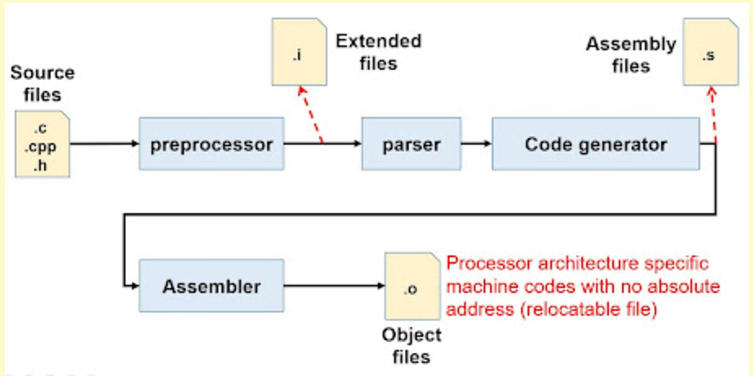 Source
files
.c
.cpp
.h
preprocessor
.i
Extended
files
parser
Code generator
Assembly
files
.s
Assembler
.o
Object
files
Processor architecture specific
machine codes with no absolute
address (relocatable file)